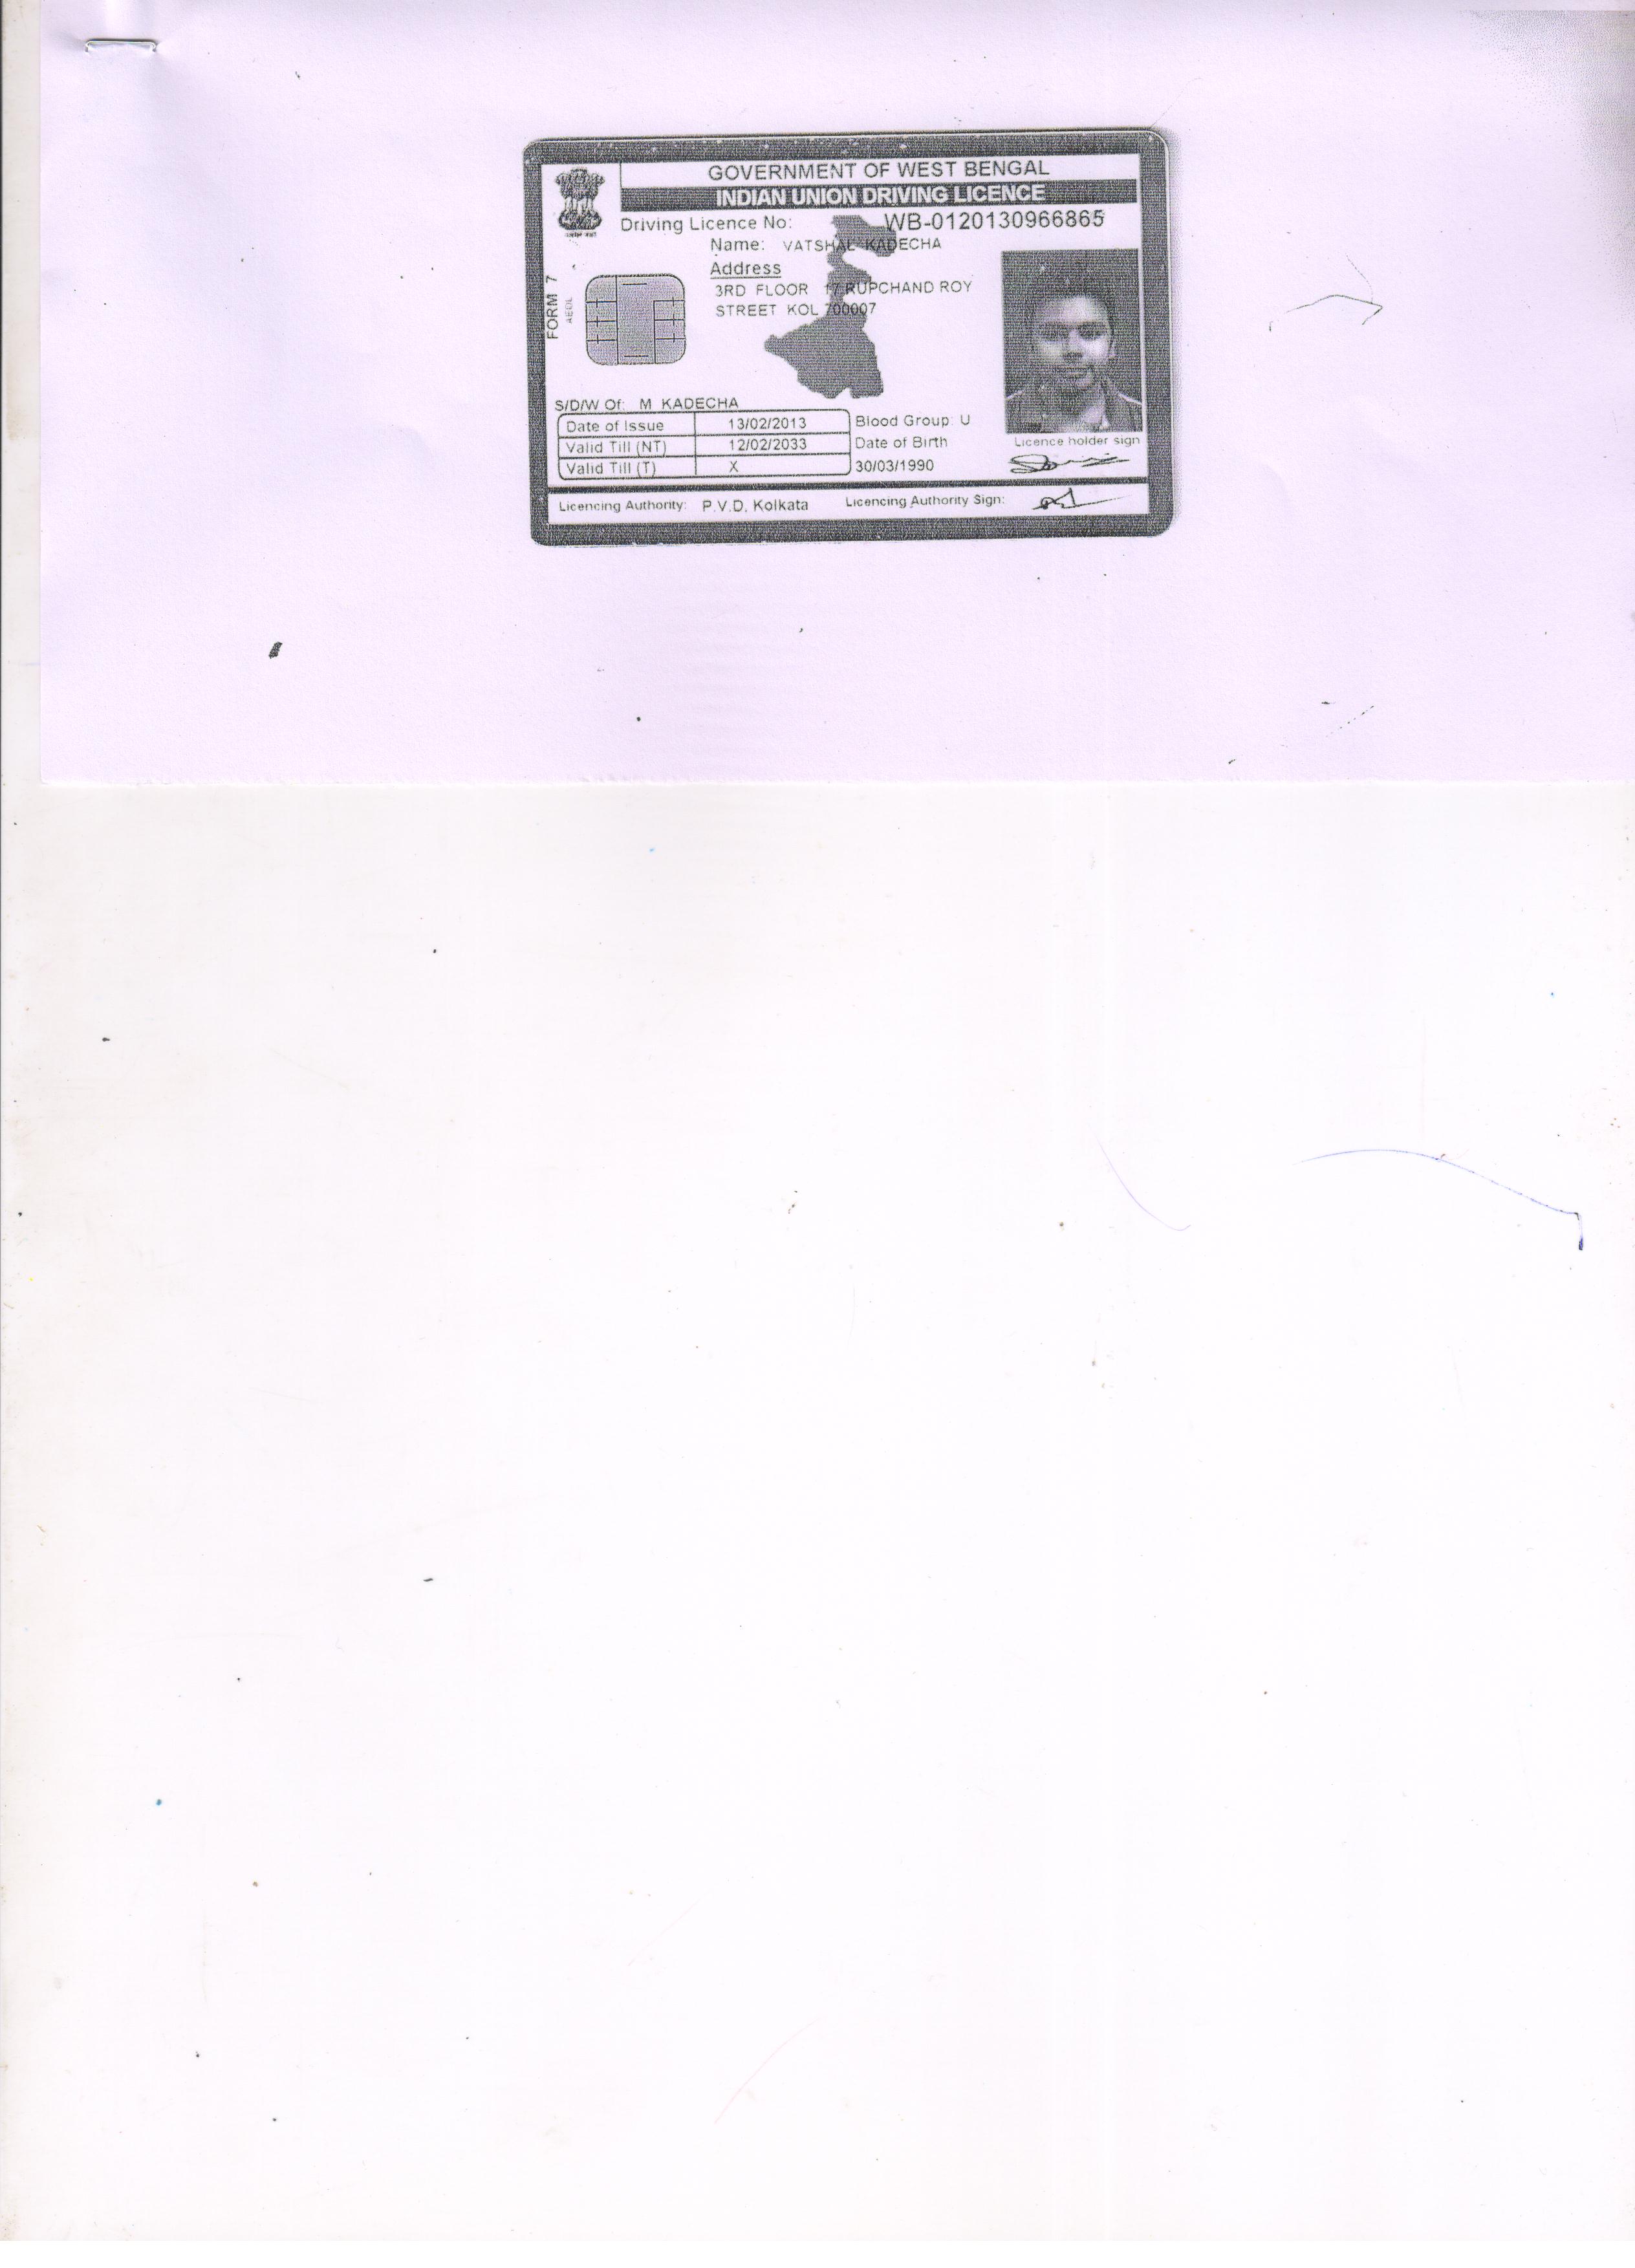 GOVERNMENT OF WEST BENGAL
INDIAN UNION DRIVING LICENCE
Driving Licence No: WB-0120130966865
Name: VATSHAL KADECHA
Address
3RD FLOOR 17 RUPCHAND ROY
STREET KOL 700007
FORM 7
S/D/W Of: M KADECHA
Date of Issue 13/02/2013 Blood Group: U
Valid Till (NT) 12/02/2033 Date of Birth
Valid Till (T) X 30/03/1990
Licence holder sign
Licencing Authority: P.V.D, Kolkata Licencing Authority Sign: